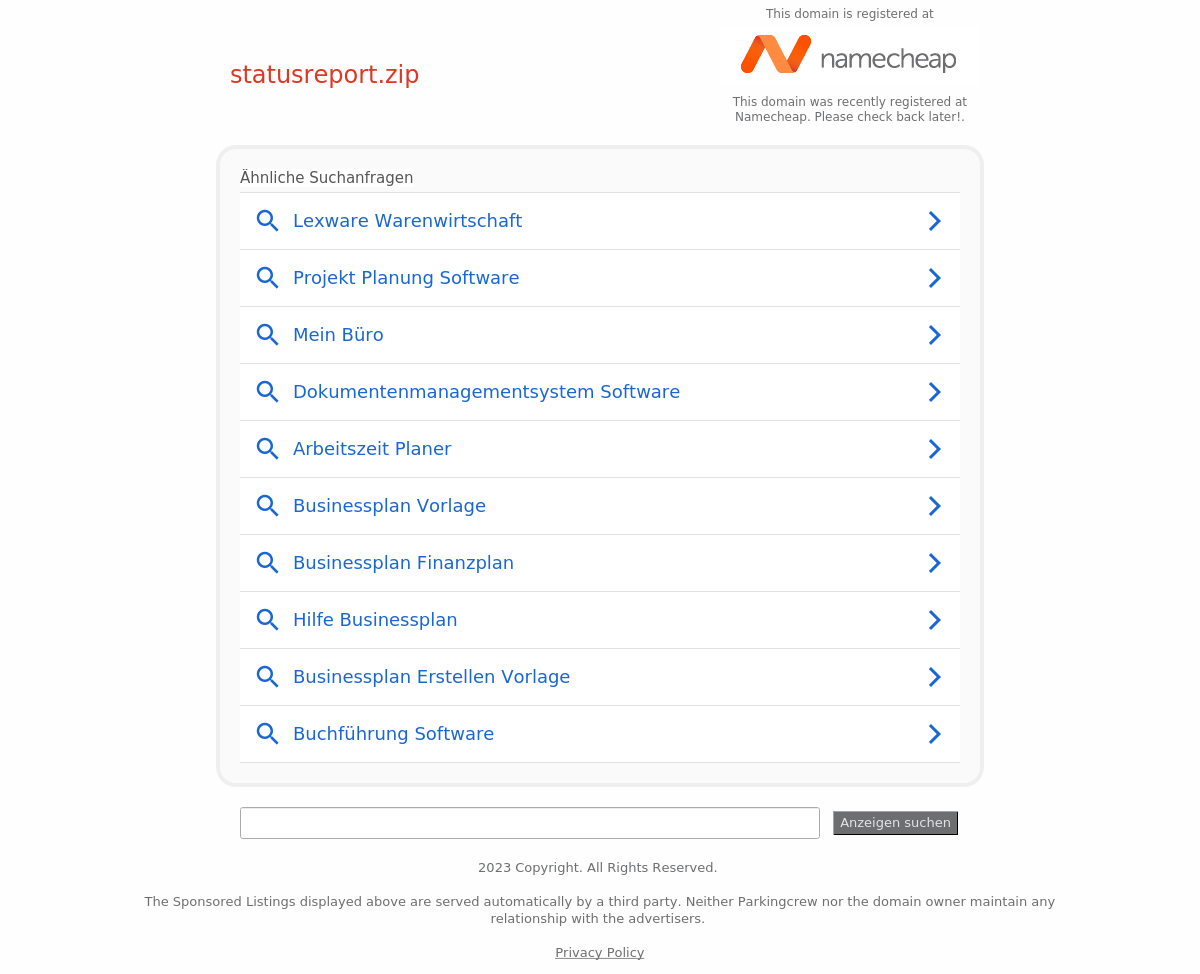 This domain is registered at
namecheap
statusreport.zip
This domain was recently registered at
Namecheap. Please check back later!.
Ähnliche Suchanfragen
Lexware Warenwirtschaft
Projekt Planung Software
Mein Büro
Dokumentenmanagementsystem Software
Arbeitszeit Planer
Businessplan Vorlage
Businessplan Finanzplan
Hilfe Businessplan
Businessplan Erstellen Vorlage
Buchführung Software
Anzeigen suchen
2023 Copyright. All Rights Reserved.
The Sponsored Listings displayed above are served automatically by a third party. Neither Parkingcrew nor the domain owner maintain any
relationship with the advertisers.
Privacy Policy